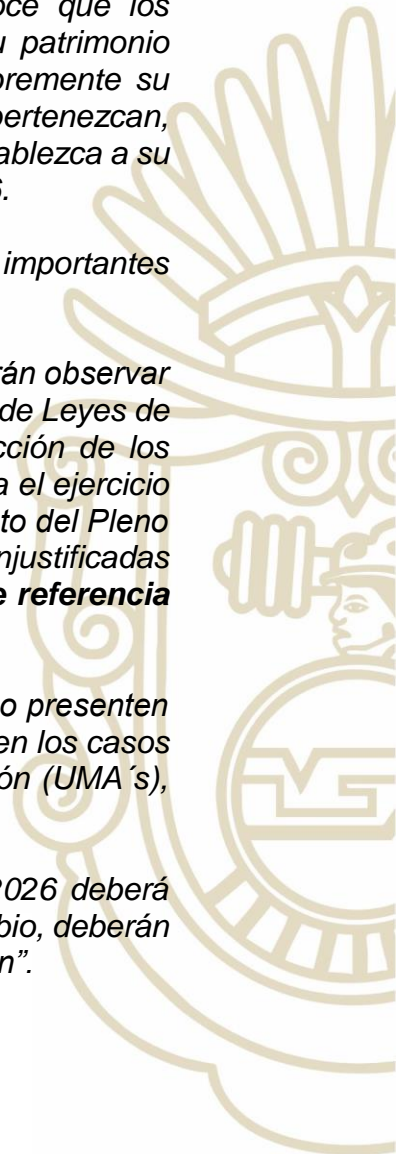 oce que los
u patrimonio
bremente su
pertenezcan,
ablezca a su
importantes
rán observar
de Leyes de
cción de los
a el ejercicio
to del Pleno
njustificadas
e referencia
o presenten
en los casos
ón (UMA´s),
2026 deberá
bio, deberán
n”.